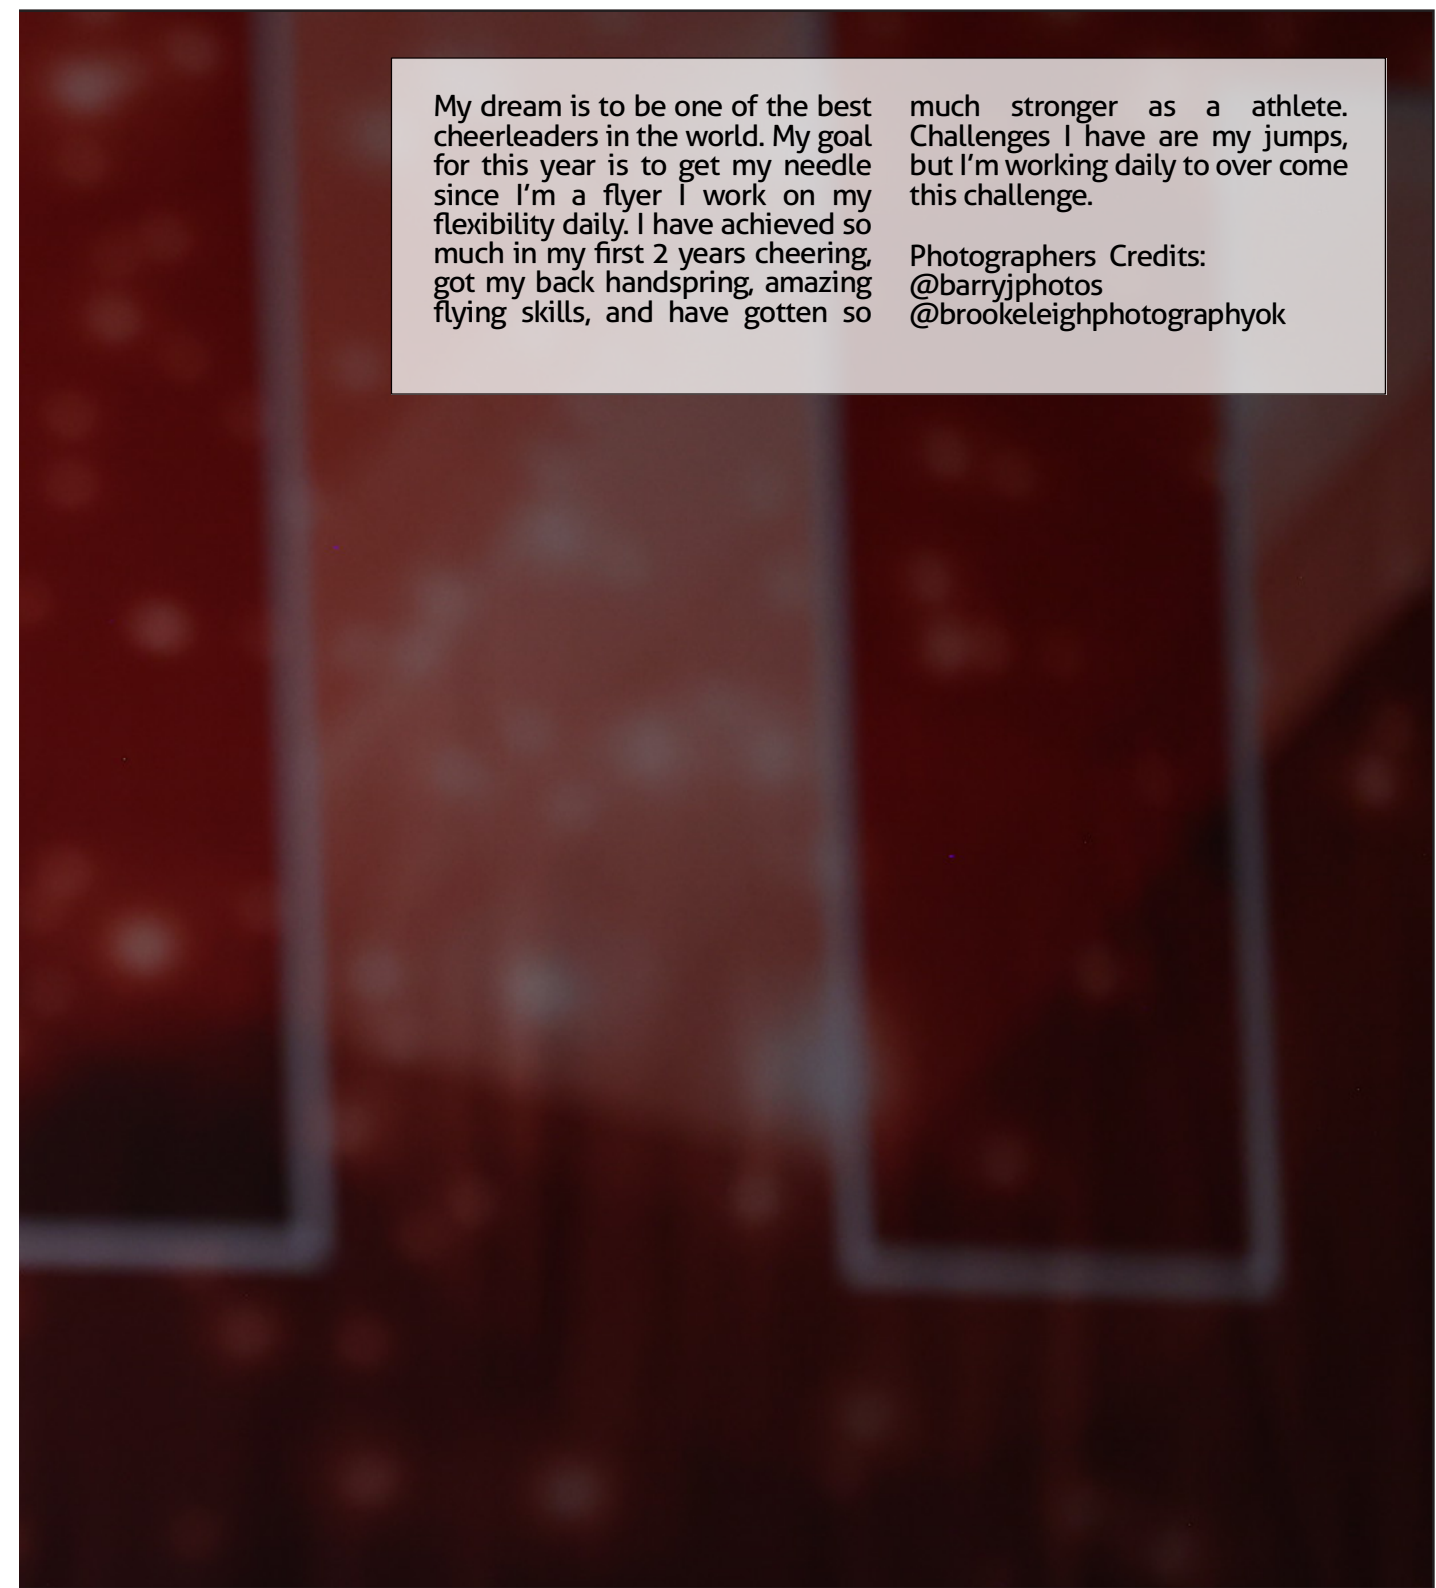 My dream is to be one of the best
cheerleaders in the world. My goal
for this year is to get my needle
since I'm a flyer I work on my
flexibility daily. I have achieved so
much in my first 2 years cheering,
got my back handspring, amazing
flying skills, and have gotten so
much stronger as a athlete.
Challenges I have are my jumps,
but I'm working daily to over come
this challenge.
Photographers Credits:
@barryjphotos
@brookeleighphotographyok